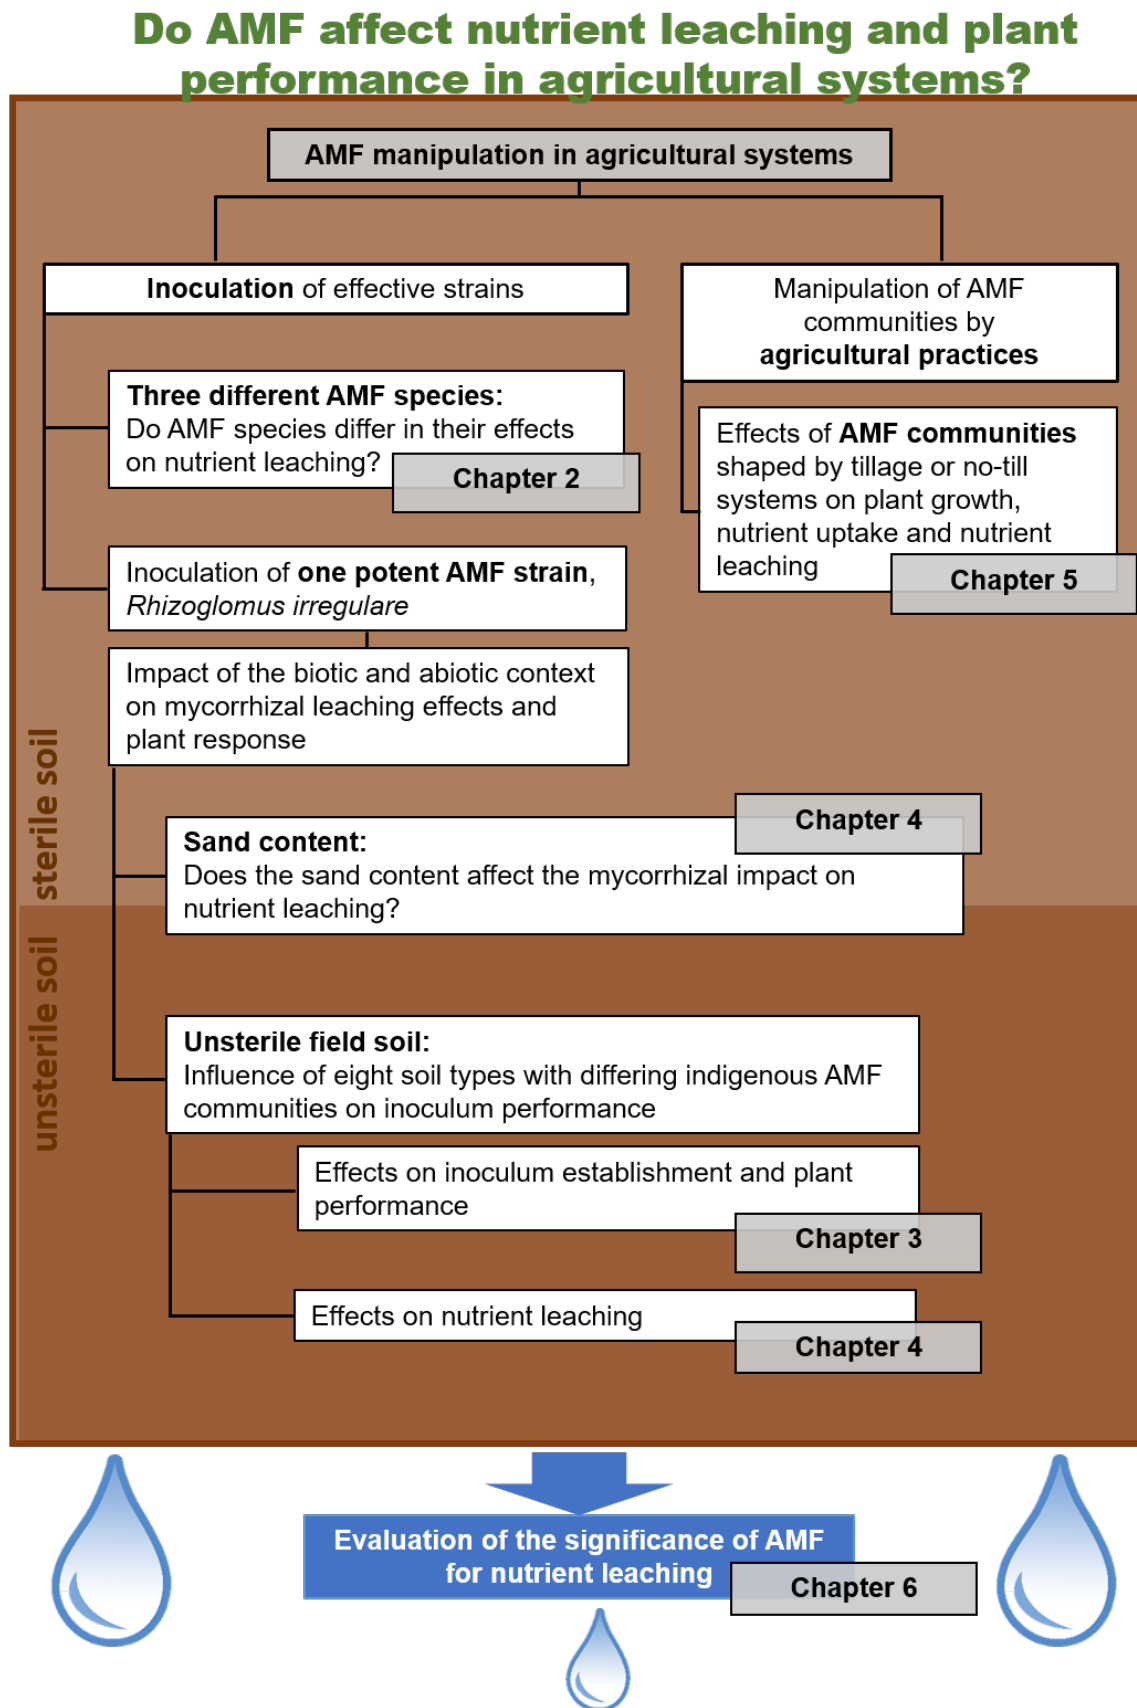 Do AMF affect nutrient leaching and plant
performance in agricultural systems?
AMF manipulation in agricultural systems
Inoculation of effective strains
Manipulation of AMF
communities by
agricultural practices
Three different AMF species:
Do AMF species differ in their effects
on nutrient leaching?
Chapter 2
Effects of AMF communities
shaped by tillage or no-till
systems on plant growth,
nutrient uptake and nutrient
leaching
Chapter 5
Inoculation of one potent AMF strain,
Rhizoglomus irregulare
Impact of the biotic and abiotic context
on mycorrhizal leaching effects and
plant response
sterile soil
Chapter 4
Sand content:
Does the sand content affect the mycorrhizal impact on
nutrient leaching?
unsterile soil
Unsterile field soil:
Influence of eight soil types with differing indigenous AMF
communities on inoculum performance
Effects on inoculum establishment and plant
performance
Chapter 3
Effects on nutrient leaching
Chapter 4
Evaluation of the significance of AMF
for nutrient leaching
Chapter 6